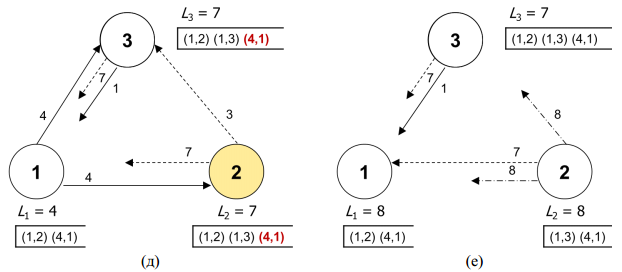 L3 = 7
3
(1,2) (1,3) (4,1)
7
1
4
3
7
1
4
2
L1 = 4
(1,2) (4,1)
L2 = 7
(1,2) (1,3) (4,1)
(д)
L3 = 7
3
(1,2) (1,3) (4,1)
7
1
8
7
1
8
2
L1 = 8
(1,2) (4,1)
L2 = 8
(1,3) (4,1)
(е)